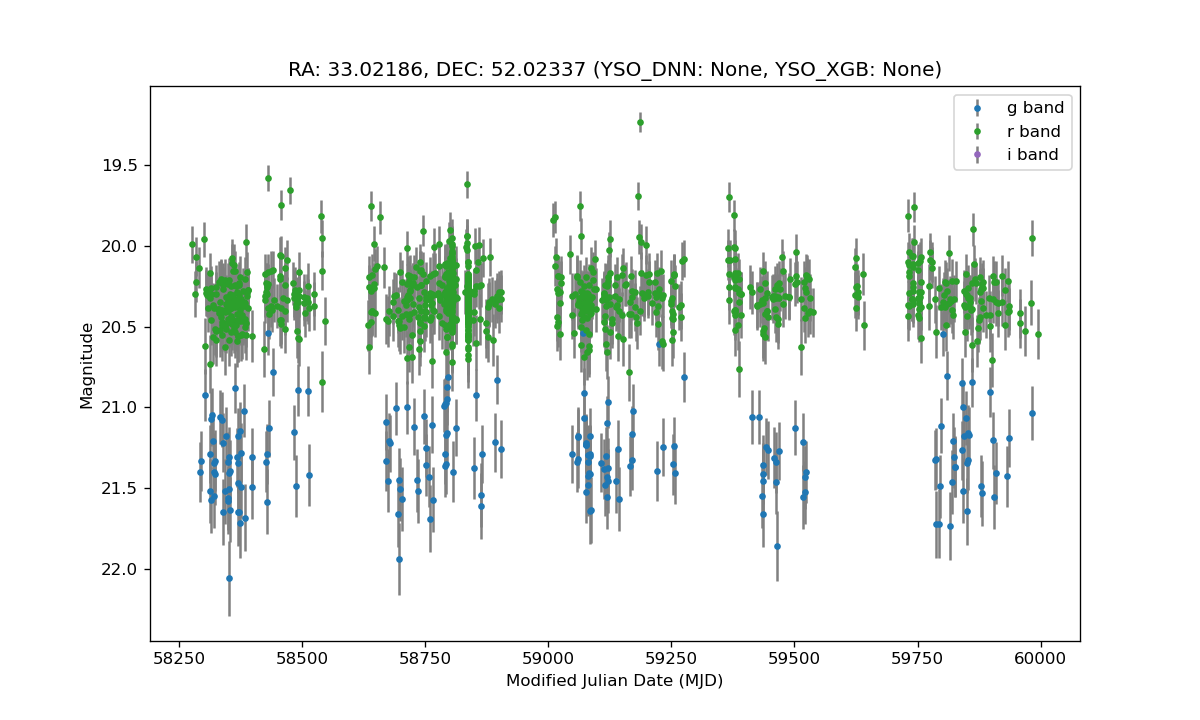 RA: 33.02186, DEC: 52.02337 (YSO_DNN: None, YSO_XGB: None)
g band
r band
i band
19.5
20.0
20.5
21.0
21.5
22.0
Magnitude
58250 58500 58750 59000 59250 59500 59750 60000
Modified Julian Date (MJD)